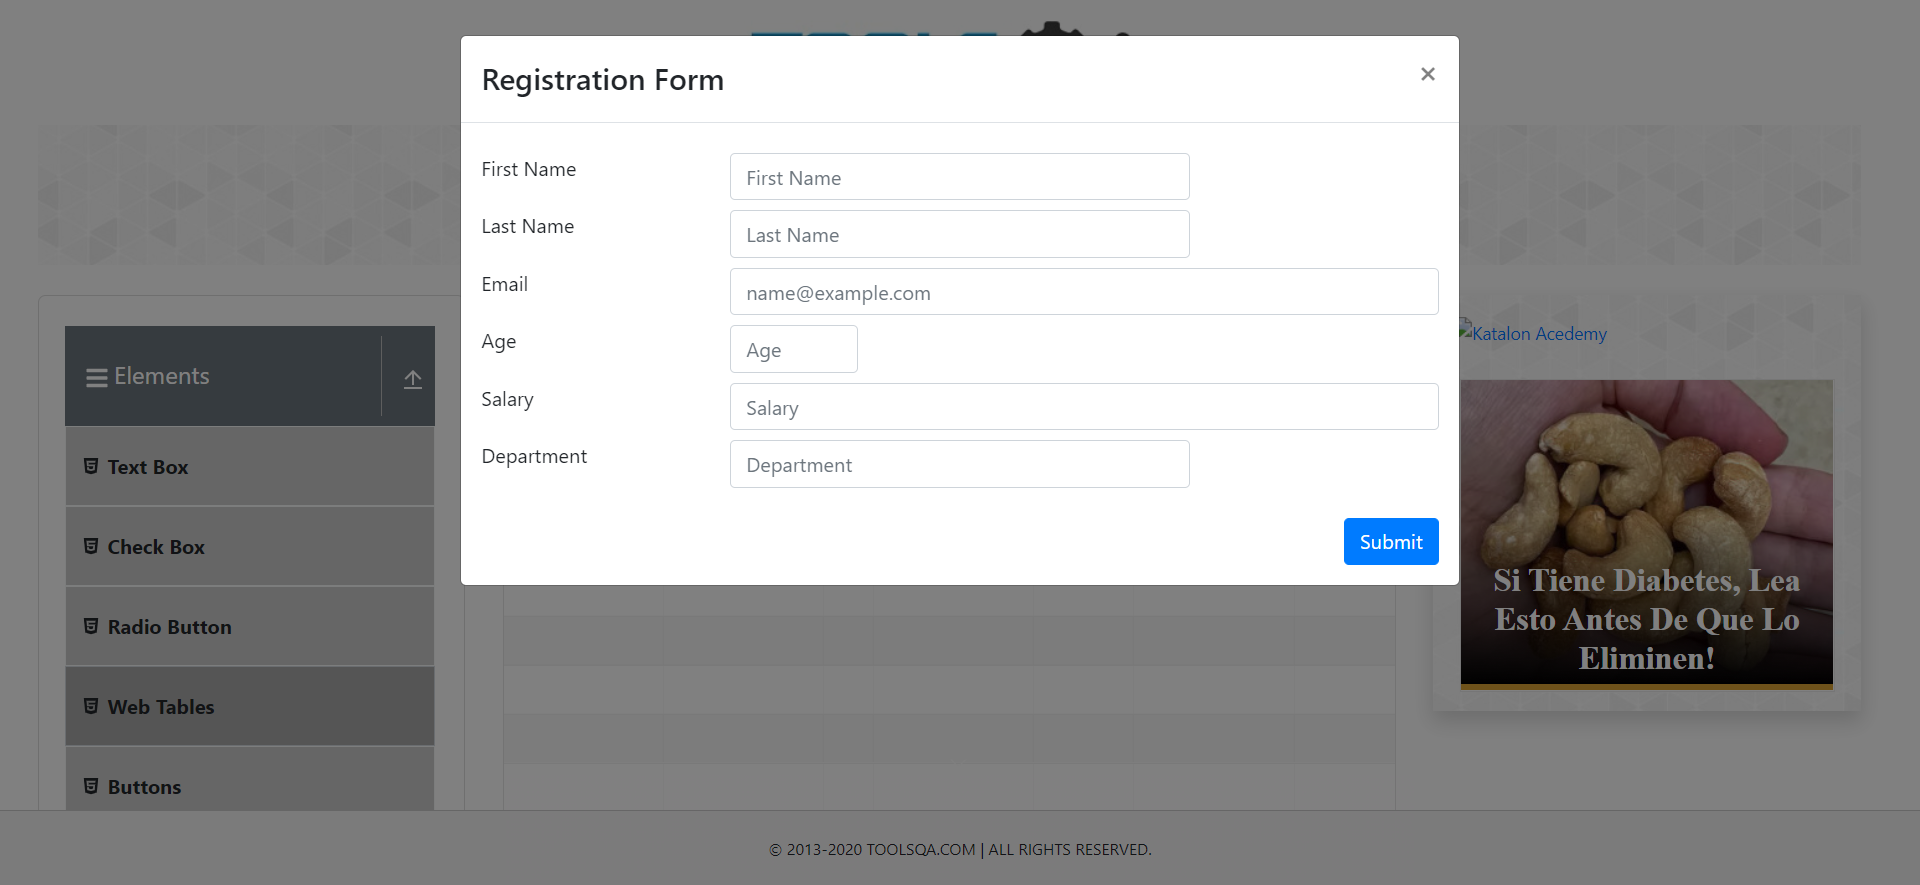 Registration Form
×
First Name
First Name
Last Name
Last Name
Email
name@example.com
Age
Age
Salary
Salary
Department
Department
Submit
Elements
Text Box
Check Box
Radio Button
Web Tables
Buttons
Katalon Acedemy
Si Tiene Diabetes, Lea
Esto Antes De Que Lo
Eliminen!
© 2013-2020 TOOLSQA.COM | ALL RIGHTS RESERVED.